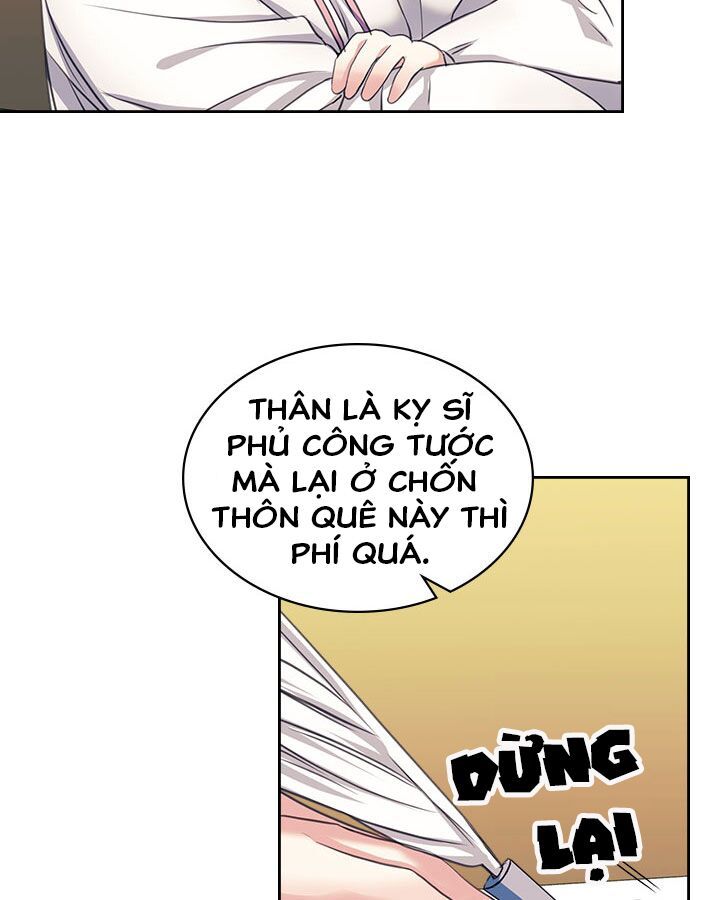 THÂN LÀ KỴ SĨ
PHỦ CÔNG TƯỚC
MÀ LẠI Ở CHỐN
THÔN QUÊ NÀY THÌ
PHÍ QUÁ.
DỪNG
LẠI